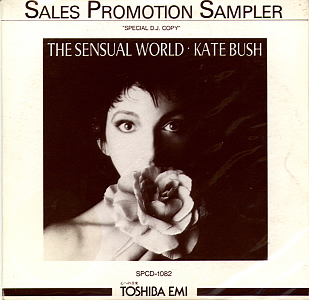 SALES PROMOTION SAMPLER
"SPECIAL D.J. COPY"
THE SENSUAL WORLD · KATE BUSH
SPCD-1082
TOSHIBA EMI